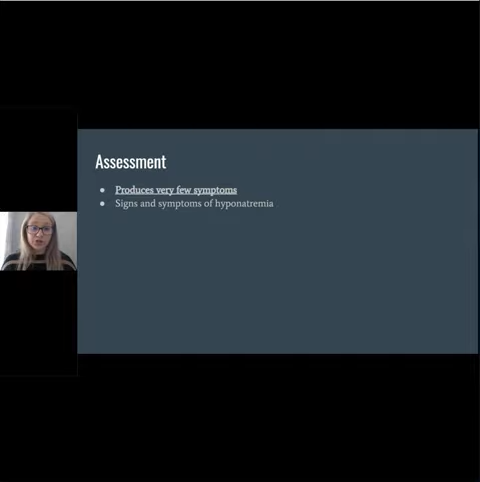 Assessment
● Produces very few symptoms
● Signs and symptoms of hyponatremia